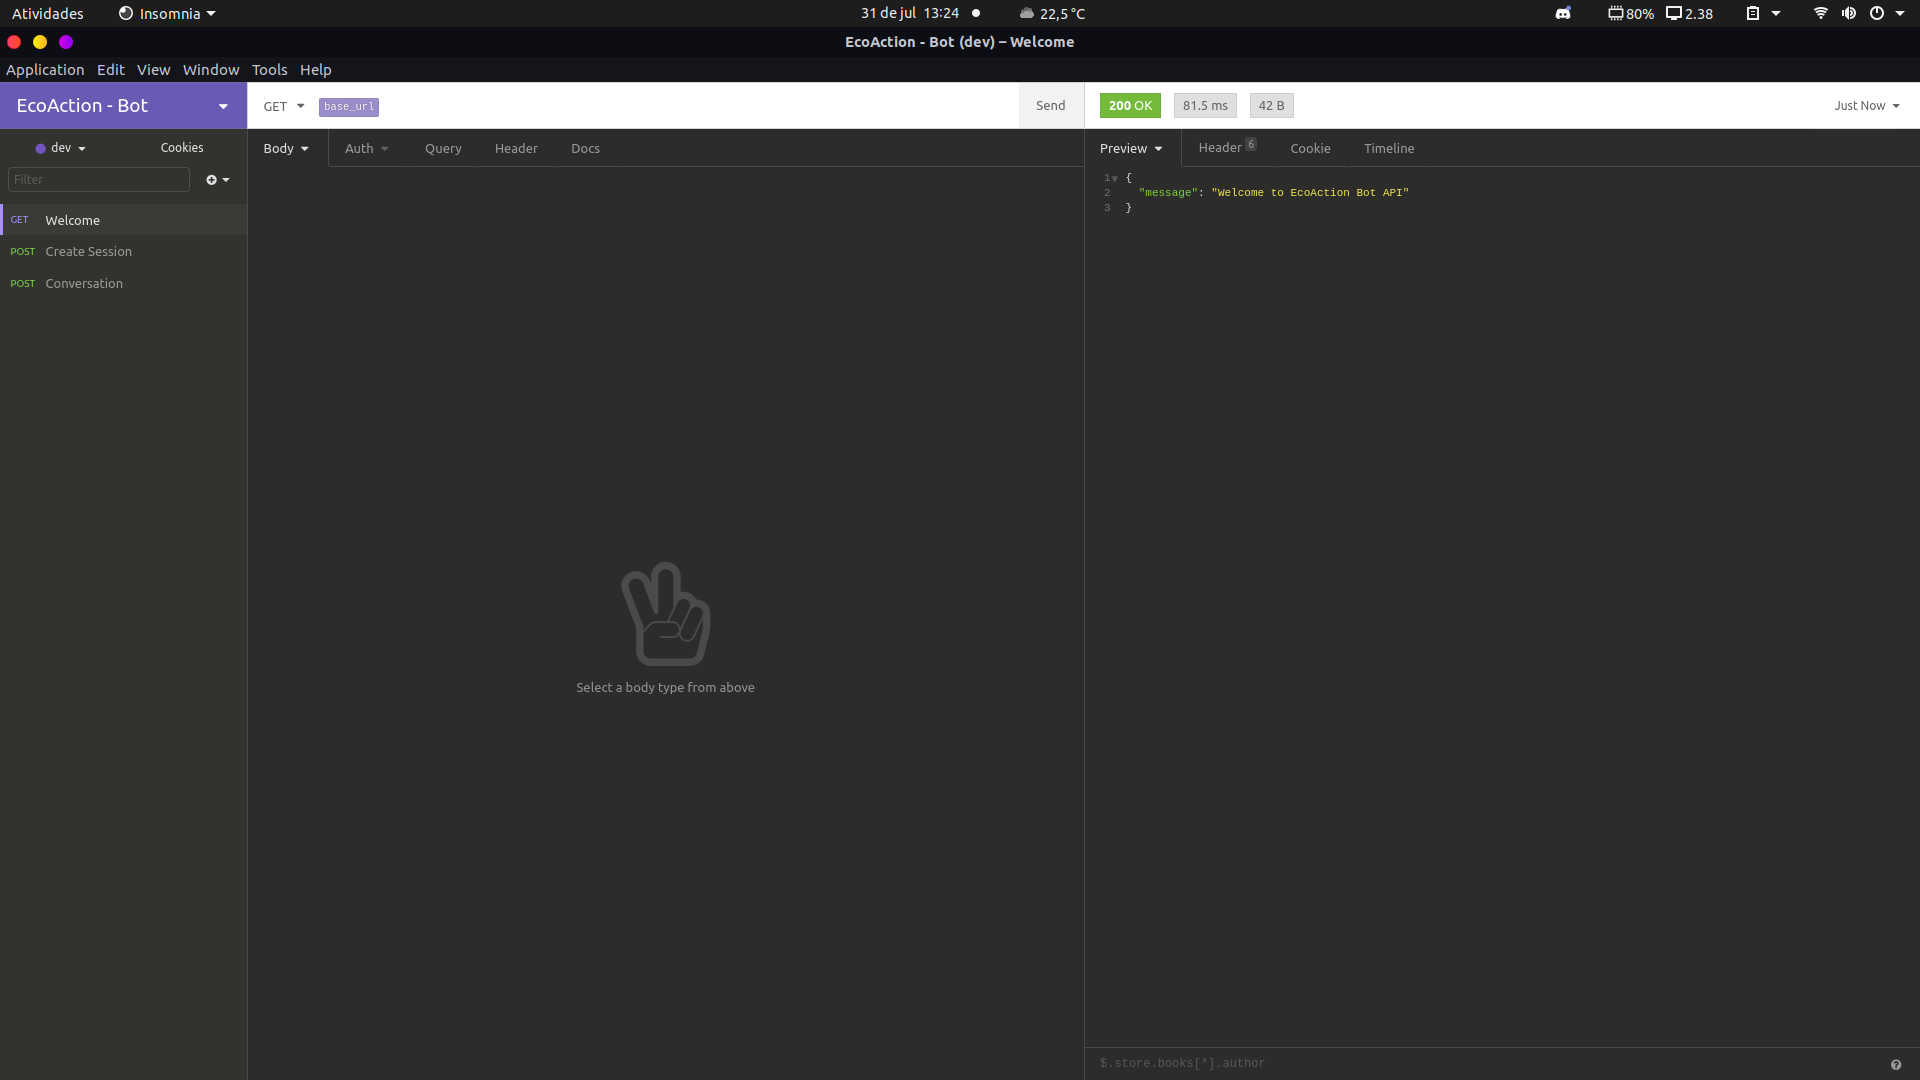 Atividades Insomnia 31 de jul 13:24 22,5 °C 80% 2.38
EcoAction - Bot (dev) – Welcome
Application Edit View Window Tools Help
EcoAction - Bot GET base_url Send 200 OK 81.5 ms 42 B Just Now
dev Cookies Body Auth Query Header Docs Preview Header 6 Cookie Timeline
Filter
GET Welcome
POST Create Session
POST Conversation
1 {
2 "message": "Welcome to EcoAction Bot API"
3 }
Select a body type from above
$.store.books[*].author